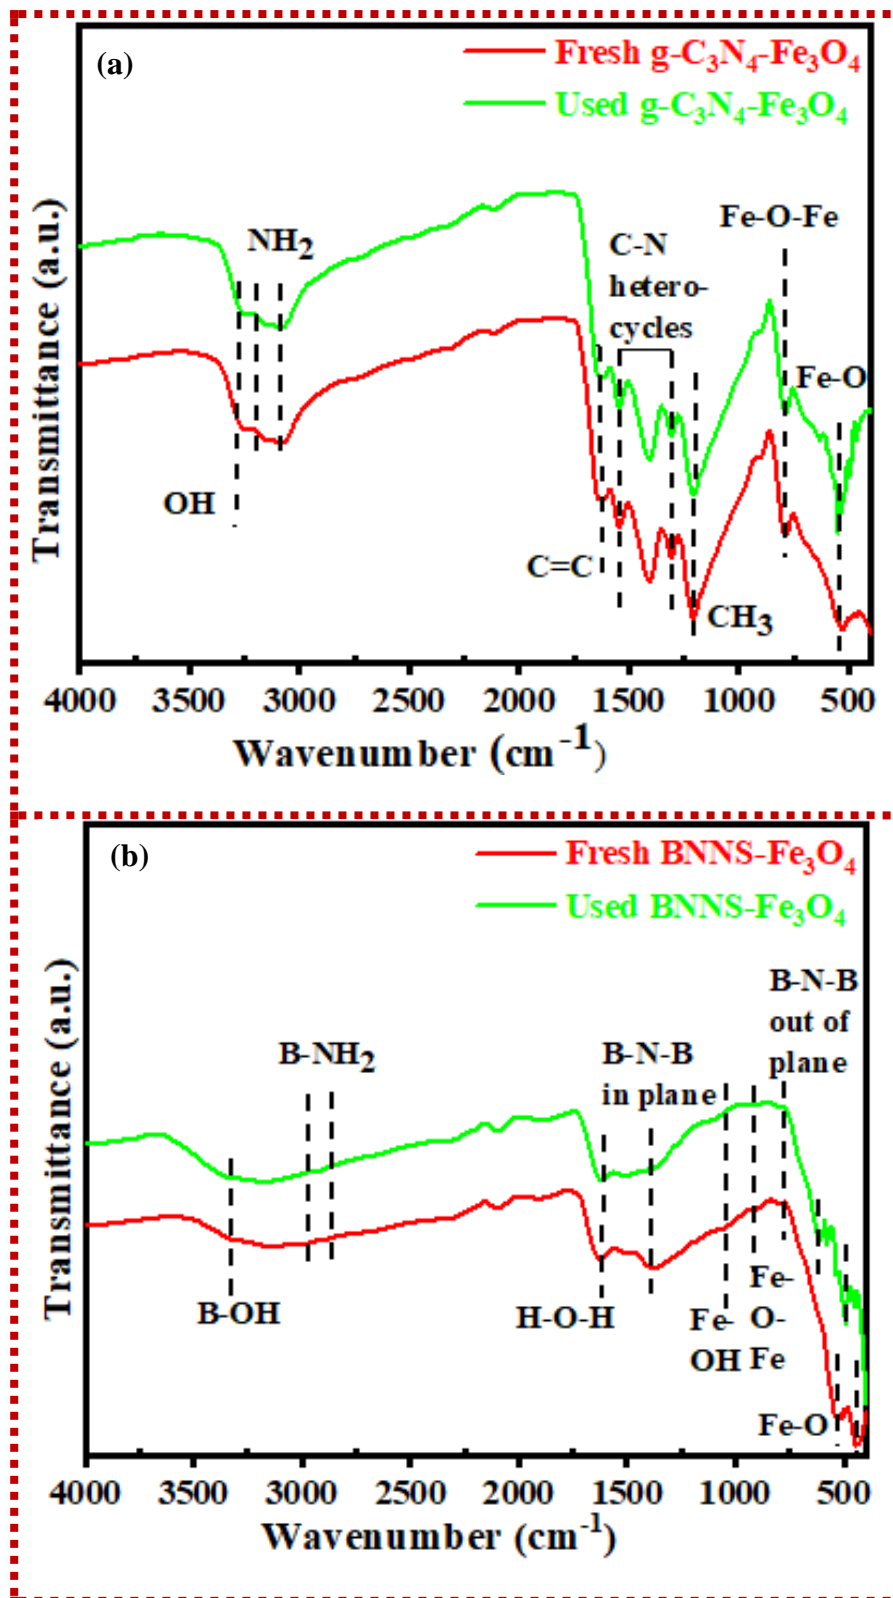 (a)
Fresh g-C₃N₄-Fe₃O₄
Used g-C₃N₄-Fe₃O₄
Transmittance (a.u.)
NH₂
OH
C-N
hetero-
cycles
Fe-O-Fe
Fe-O
C=C
CH₃
4000 3500 3000 2500 2000 1500 1000 500
Wavenumber (cm⁻¹)
(b)
Fresh BNNS-Fe₃O₄
Used BNNS-Fe₃O₄
Transmittance (a.u.)
B-NH₂
B-N-B
in plane
B-N-B
out of
plane
B-OH
H-O-H
Fe-
OH
Fe-
O-
Fe
Fe-O
4000 3500 3000 2500 2000 1500 1000 500
Wavenumber (cm⁻¹)